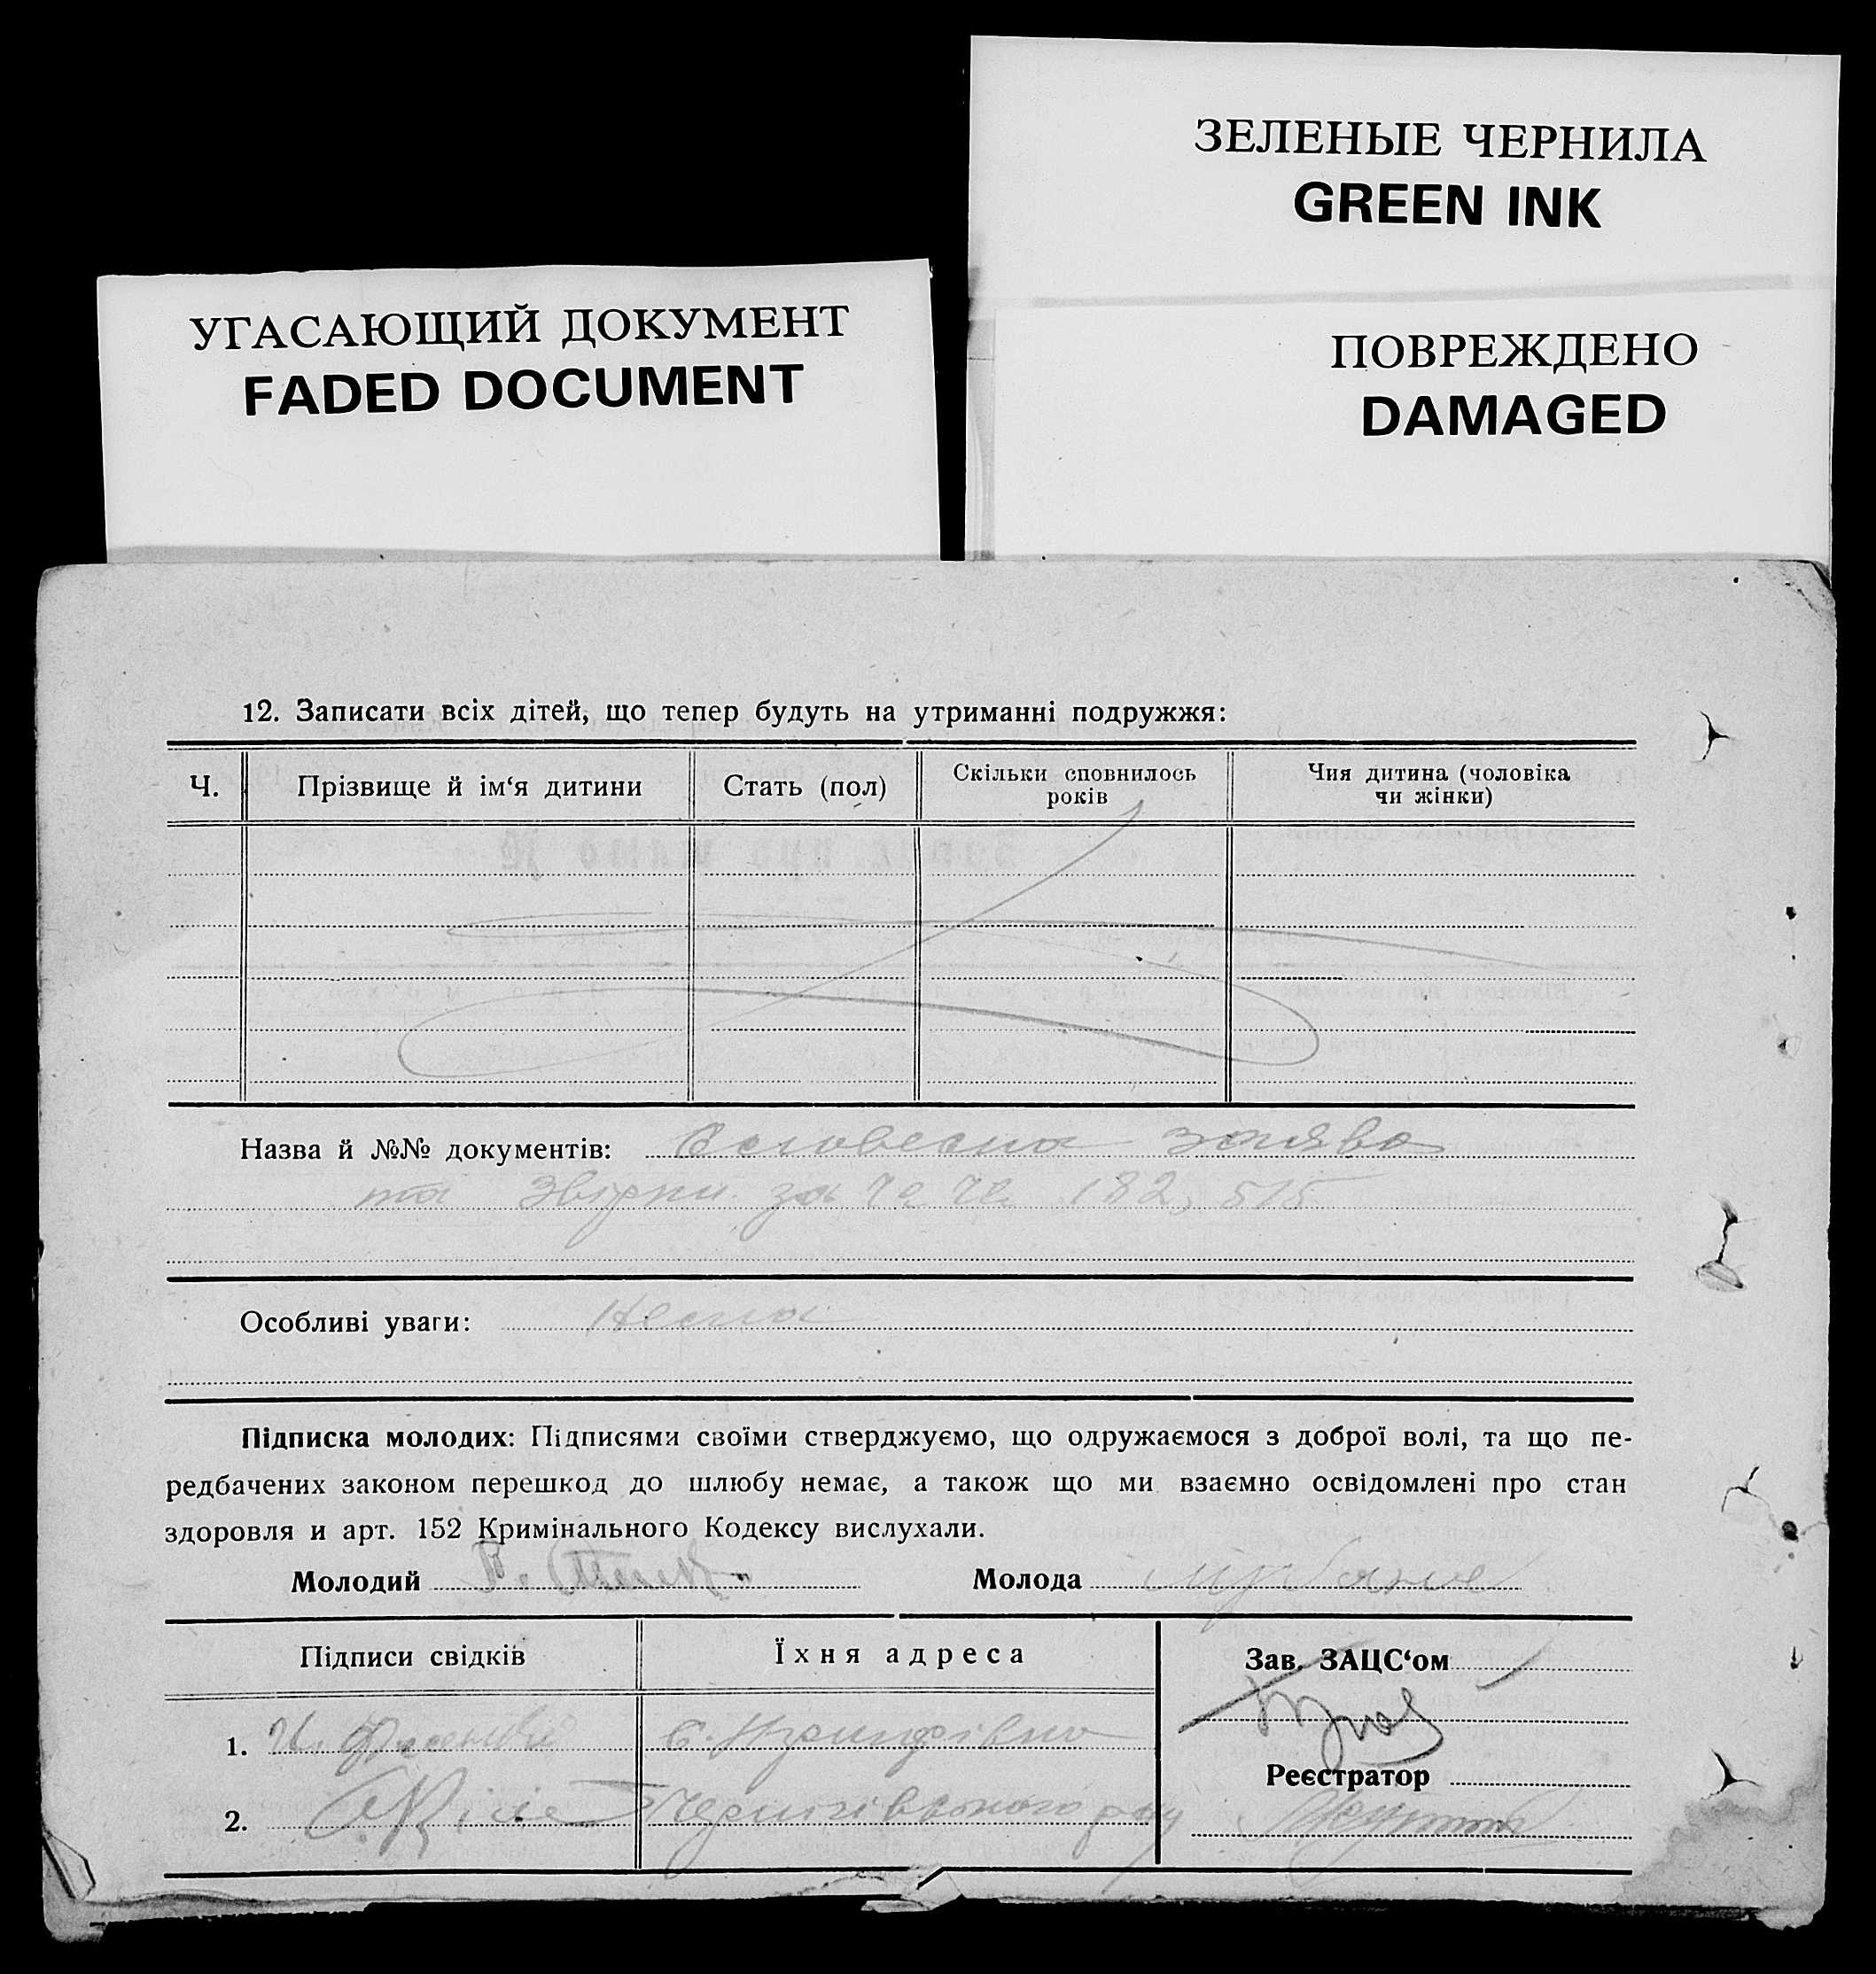 ЗЕЛЕНЫЕ ЧЕРНИЛА
GREEN INK
УГАСАЮЩИЙ ДОКУМЕНТ
FADED DOCUMENT
ПОВРЕЖДЕНО
DAMAGED
12. Записати всіх дітей, що тепер будуть на утриманні подружжя:
Ч. Прізвище й ім‘я дитини Стать (пол) Скільки сповнилось років Чия дитина (чоловіка чи жінки)
Назва й №№ документів: словесна заява
та звірки за чч 182, 515
Особливі уваги: нема
Підписка молодих: Підписями своїми стверджуємо, що одружаємося з доброї волі, та що пе-
редбачених законом перешкод до шлюбу немає, а також що ми взаємно освідомлені про стан
здоровля и арт. 152 Кримінального Кодексу вислухали.
Молодий Молода
Підписи свідків Їхня адреса Зав. ЗАЦС‘ом
1.
Реєстратор
2. Чернігівського р-ну